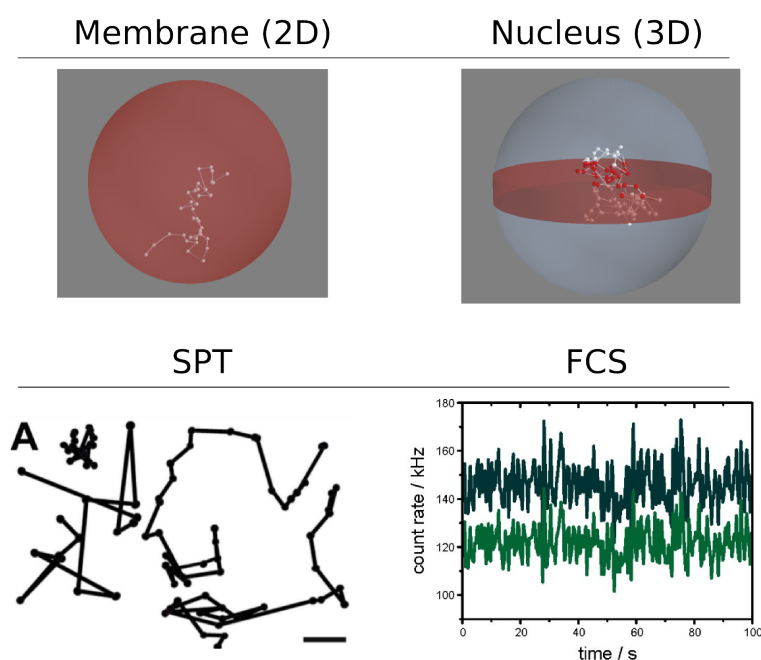 Membrane (2D)
Nucleus (3D)
SPT
FCS
A
180
160
140
120
100
count rate / kHz
0 20 40 60 80 100
time / s